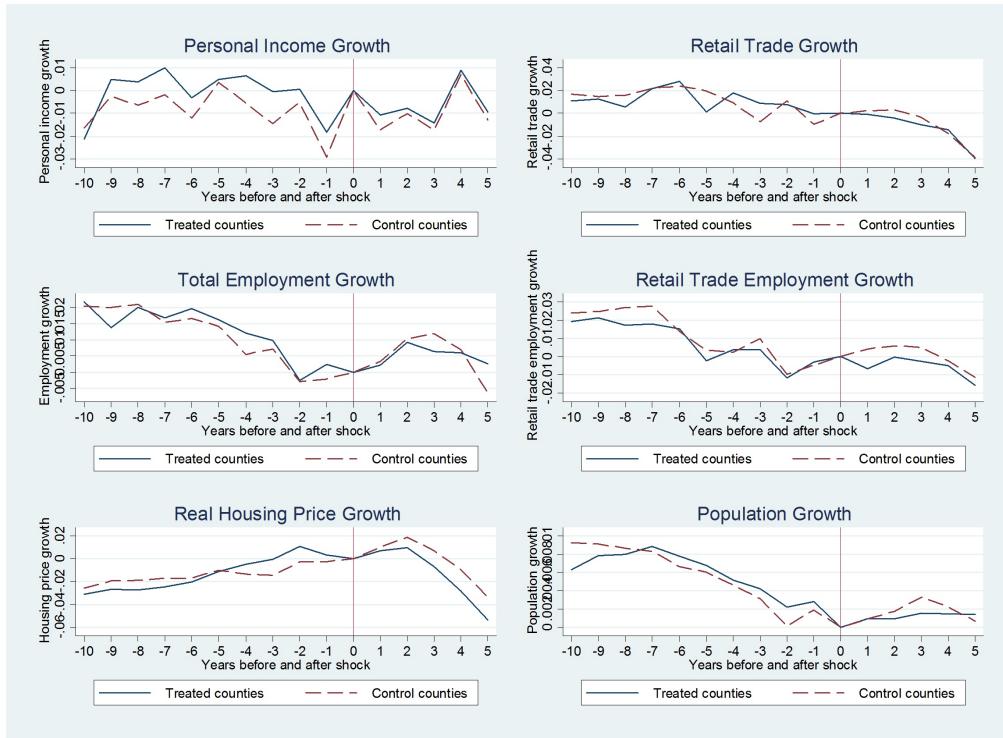 Personal Income Growth
Personal income growth
.01
0
-.01
-.02
-.03
-10 -9 -8 -7 -6 -5 -4 -3 -2 -1 0 1 2 3 4 5
Years before and after shock
Treated counties Control counties
Retail Trade Growth
Retail trade growth
.04
.02
0
-.02
-.04
-10 -9 -8 -7 -6 -5 -4 -3 -2 -1 0 1 2 3 4 5
Years before and after shock
Treated counties Control counties
Total Employment Growth
Employment growth
-10 -9 -8 -7 -6 -5 -4 -3 -2 -1 0 1 2 3 4 5
Years before and after shock
Treated counties Control counties
Retail Trade Employment Growth
Retail trade employment growth
.03
.02
.01
0
-.01
-.02
-10 -9 -8 -7 -6 -5 -4 -3 -2 -1 0 1 2 3 4 5
Years before and after shock
Treated counties Control counties
Real Housing Price Growth
Housing price growth
.02
0
-.02
-.04
-.06
-10 -9 -8 -7 -6 -5 -4 -3 -2 -1 0 1 2 3 4 5
Years before and after shock
Treated counties Control counties
Population Growth
Population growth
-10 -9 -8 -7 -6 -5 -4 -3 -2 -1 0 1 2 3 4 5
Years before and after shock
Treated counties Control counties